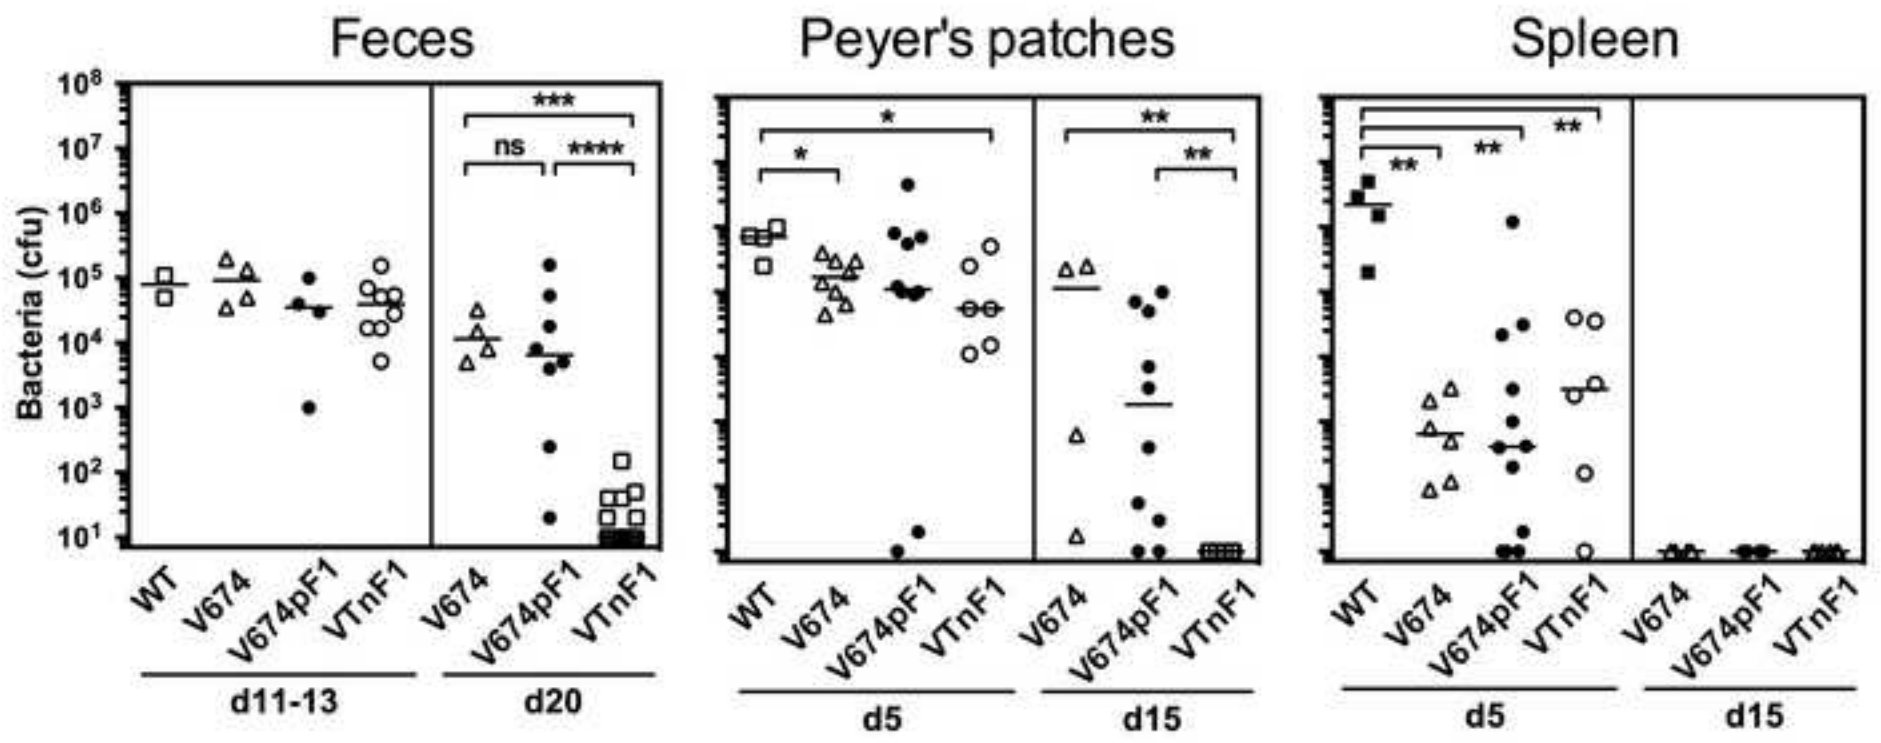 Feces Peyer's patches Spleen
Bacteria (cfu)
10^8
10^7
10^6
10^5
10^4
10^3
10^2
10^1
***
ns ****
*
*
**
**
**
**
**
WT V674 V674pF1 VTnF1 V674 V674pF1 VTnF1
d11-13 d20
WT V674 V674pF1 VTnF1 V674 V674pF1 VTnF1
d5 d15
WT V674 V674pF1 VTnF1 V674 V674pF1 VTnF1
d5 d15